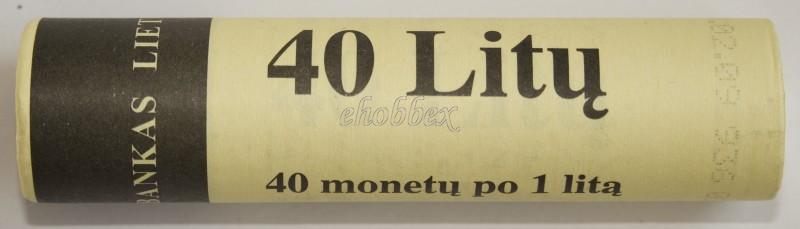 BANKAS LIET
40 Litų
ehobbex
40 monetų po 1 litą